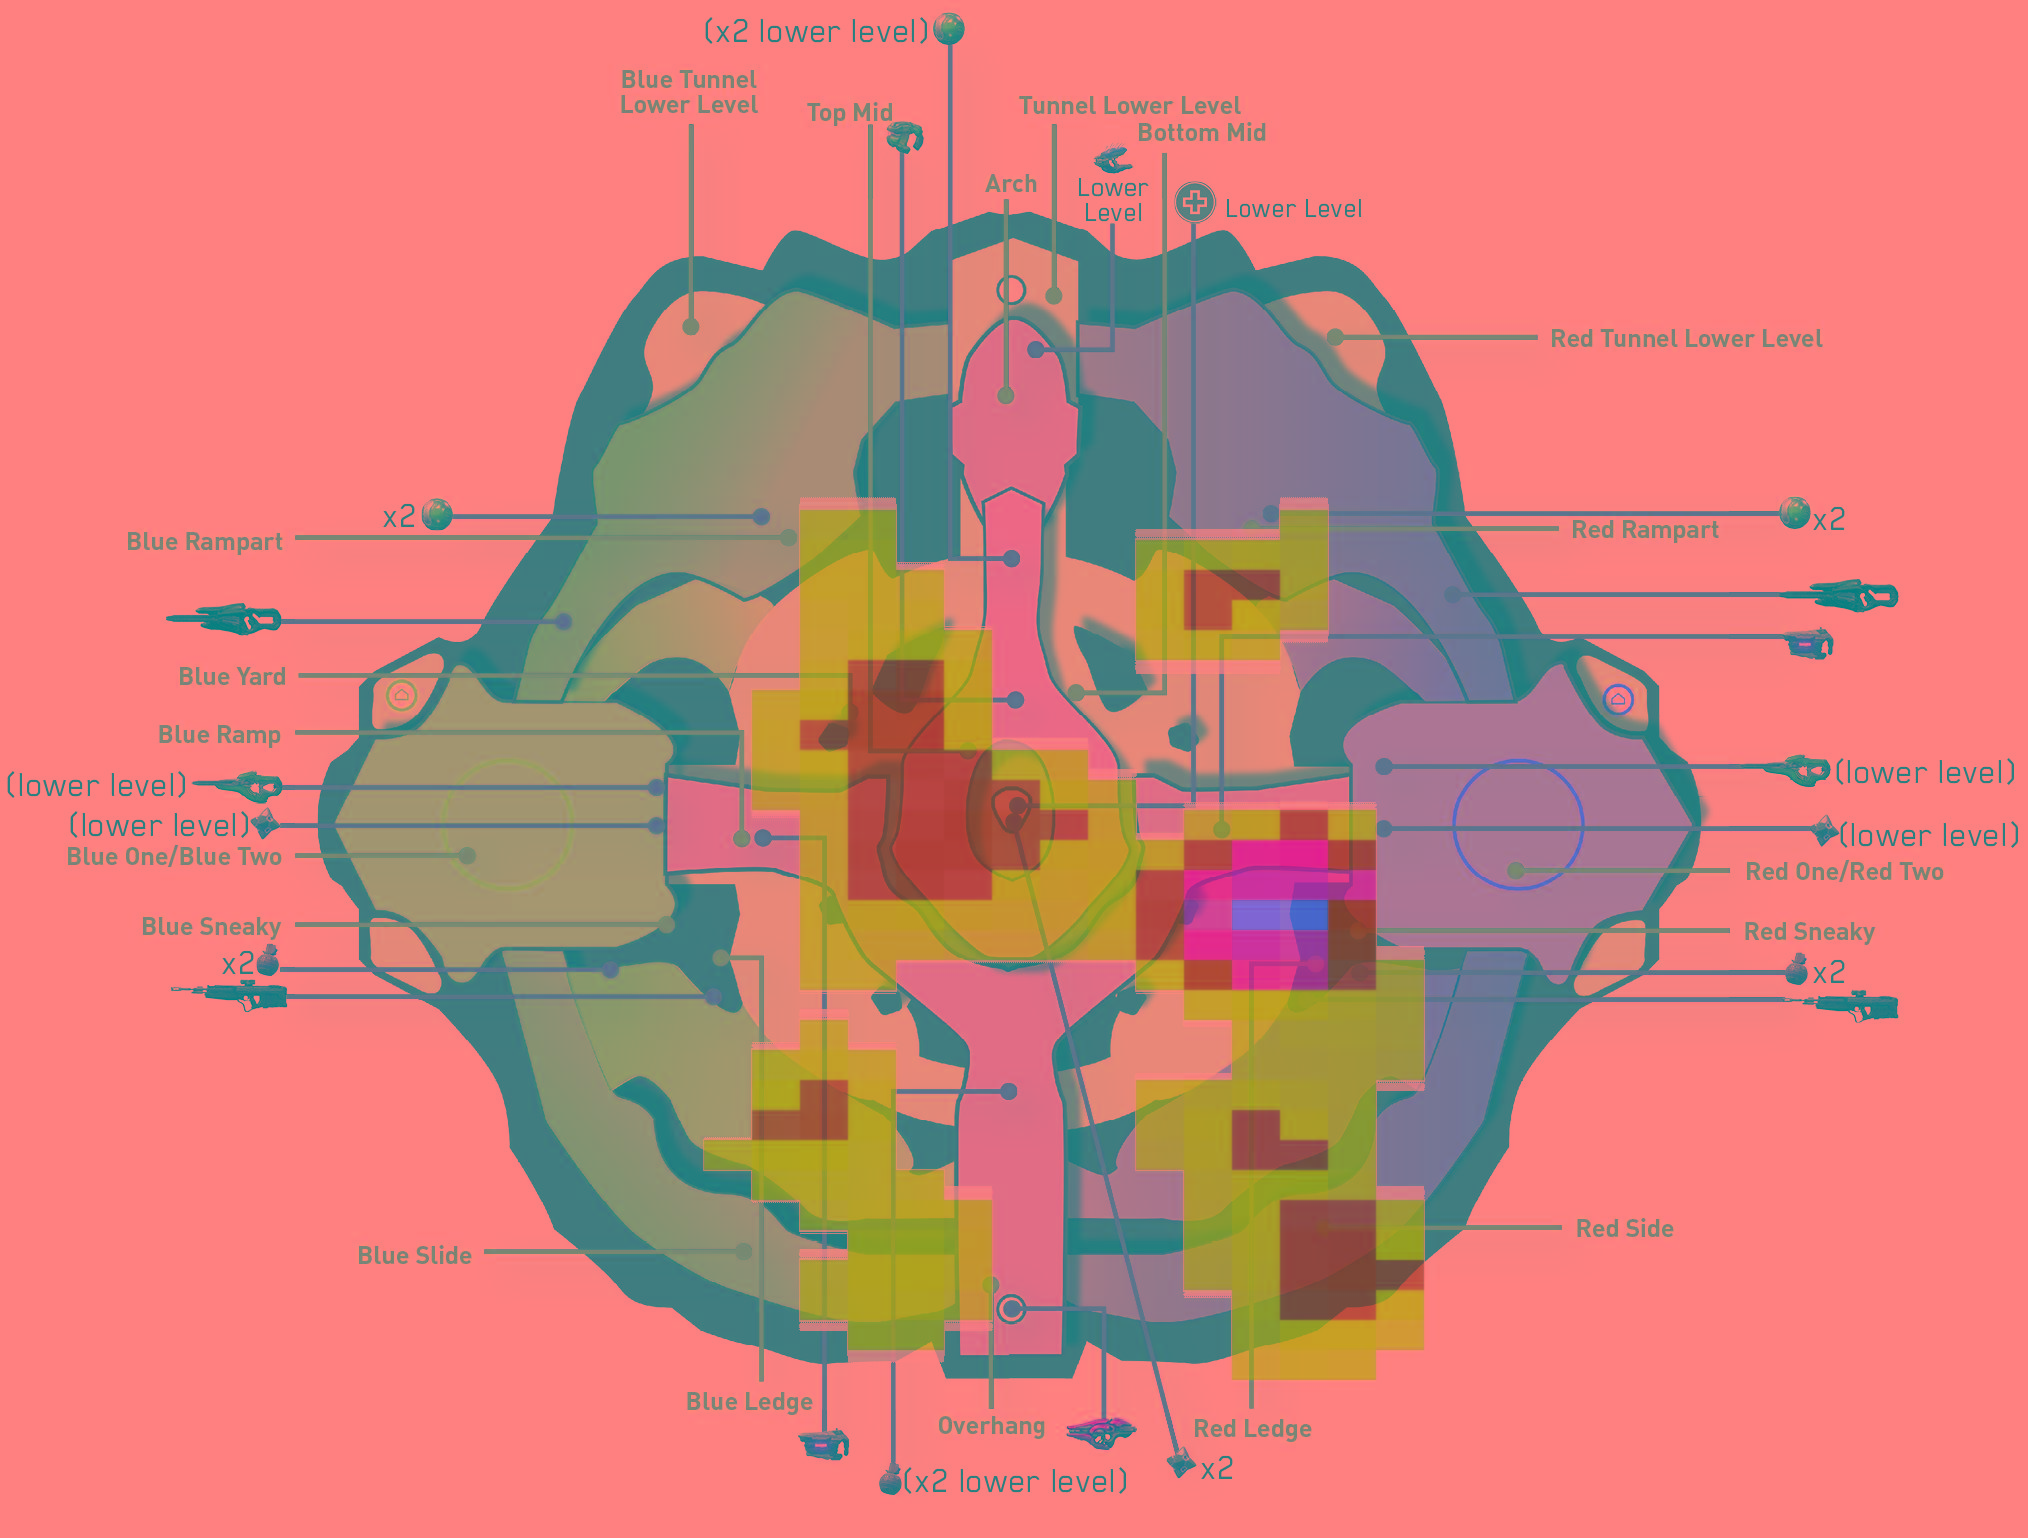 (x2 lower level)
Blue Tunnel
Lower Level
Top Mid
Tunnel Lower Level
Bottom Mid
Arch
Lower
Level
Lower Level
Red Tunnel Lower Level
x2
Blue Rampart
x2
Red Rampart
Blue Yard
Blue Ramp
(lower level)
(lower level)
Blue One/Blue Two
(lower level)
(lower level)
Red One/Red Two
Blue Sneaky
x2
Red Sneaky
x2
Blue Slide
Red Side
Blue Ledge
Overhang
Red Ledge
(x2 lower level)
x2